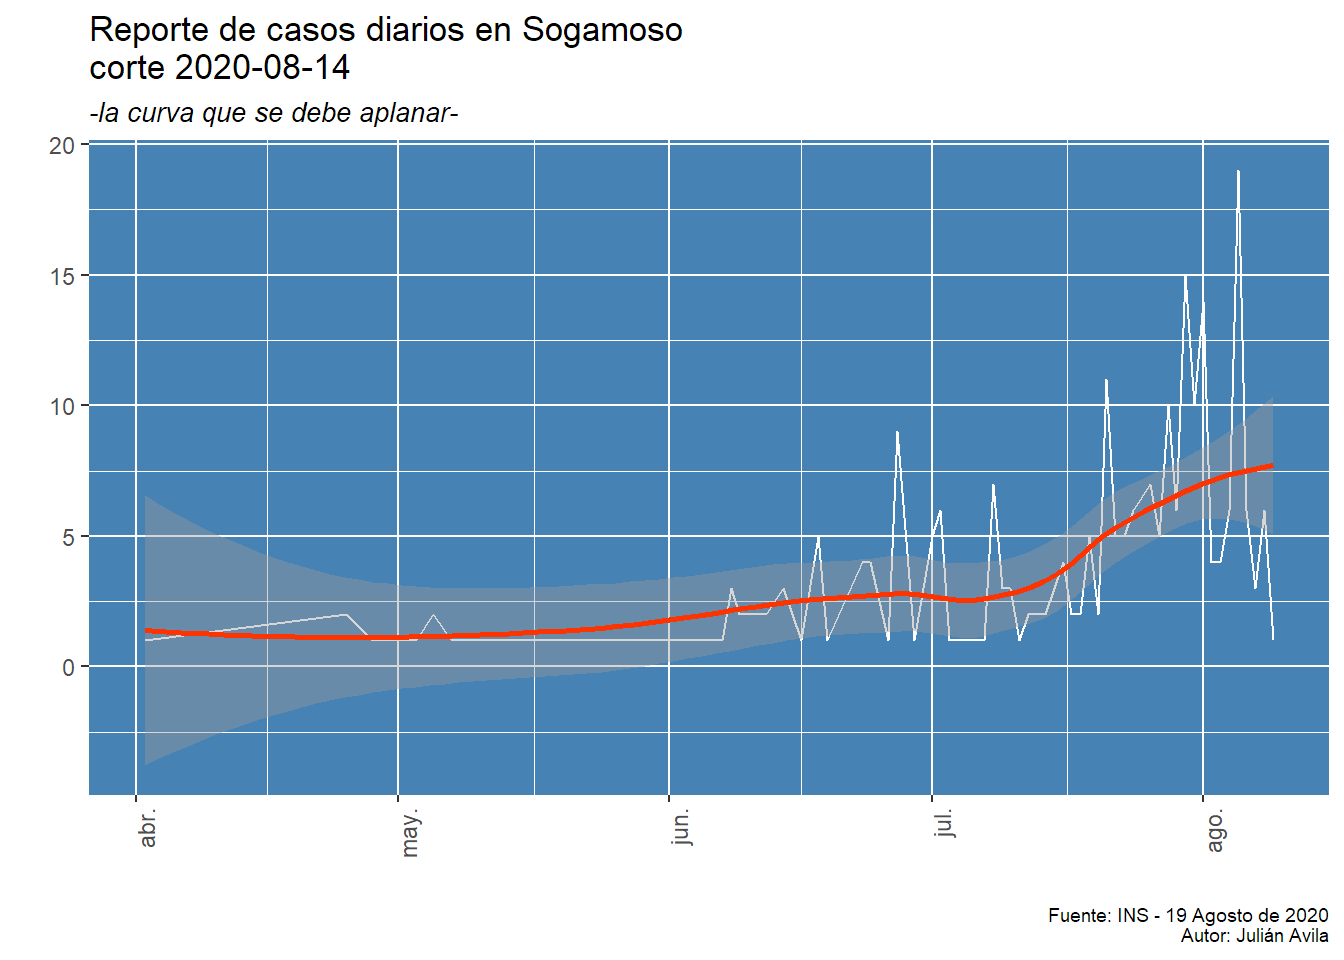 Reporte de casos diarios en Sogamoso
corte 2020-08-14
-la curva que se debe aplanar-
20
15
10
5
0
abr.
may.
jun.
jul.
ago.
Fuente: INS - 19 Agosto de 2020
Autor: Julián Avila